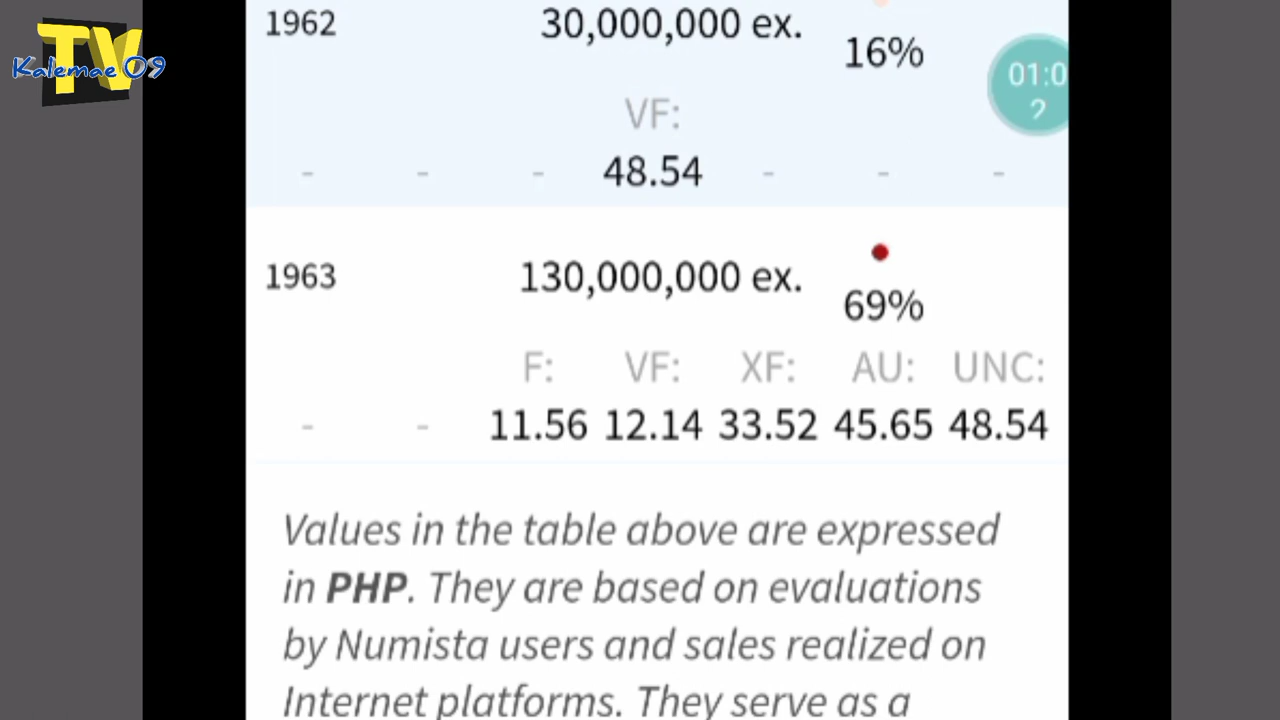 TV
Kalemae O9
1962 30,000,000 ex. 16%
01:0
2
VF:
- - - 48.54 - - -
1963 130,000,000 ex. 69%
F: VF: XF: AU: UNC:
- - 11.56 12.14 33.52 45.65 48.54
Values in the table above are expressed
in PHP. They are based on evaluations
by Numista users and sales realized on
Internet platforms. They serve as a